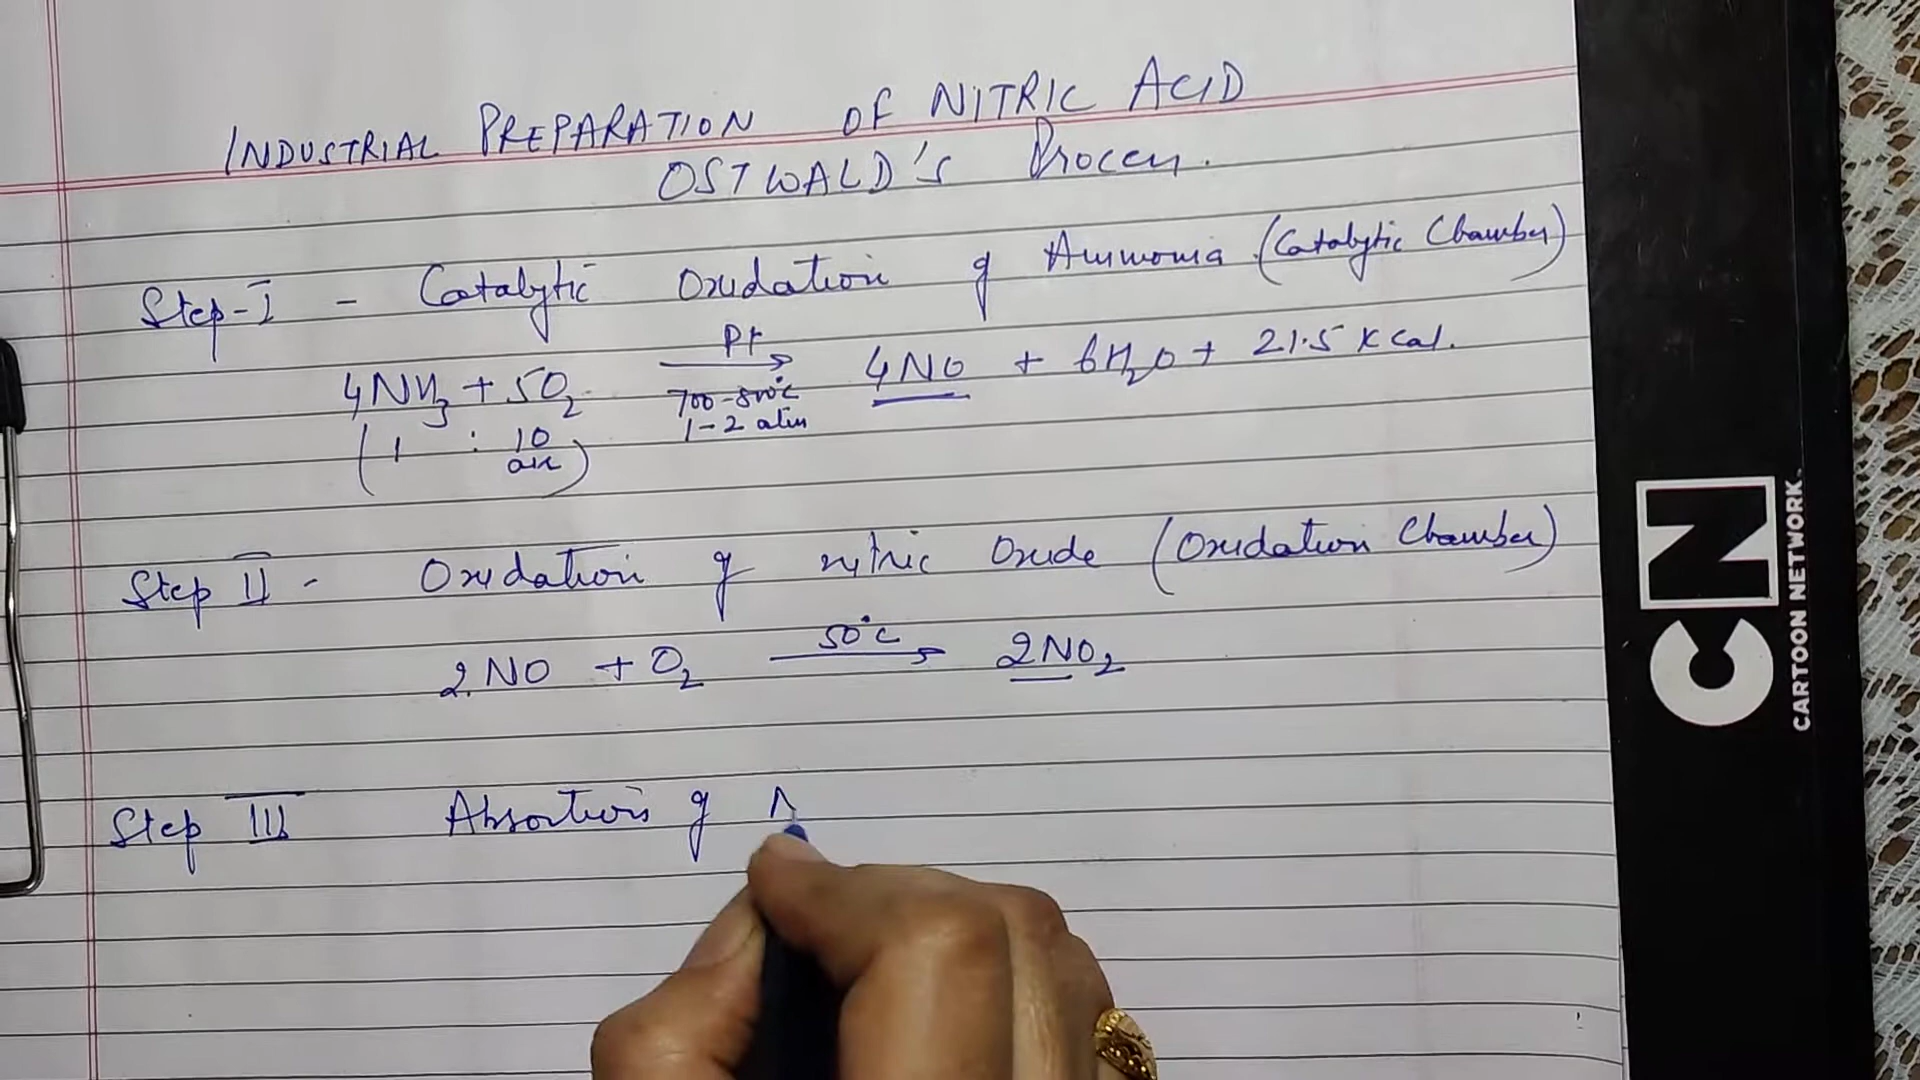 INDUSTRIAL PREPARATION OF NITRIC ACID
OSTWALD'S Process.
Step-I - Catalytic Oxidation of Ammonia (Catalytic Chamber)
4NH₃ + 5O₂ Pt 700-800°c 1-2 atm 4NO + 6H₂O + 21.5 K Cal.
(1 : 10 air)
Step II - Oxidation of nitric Oxide (Oxidation Chamber)
2NO + O₂ 50°C 2NO₂
Step III Absortion of N
CN
CARTOON NETWORK.